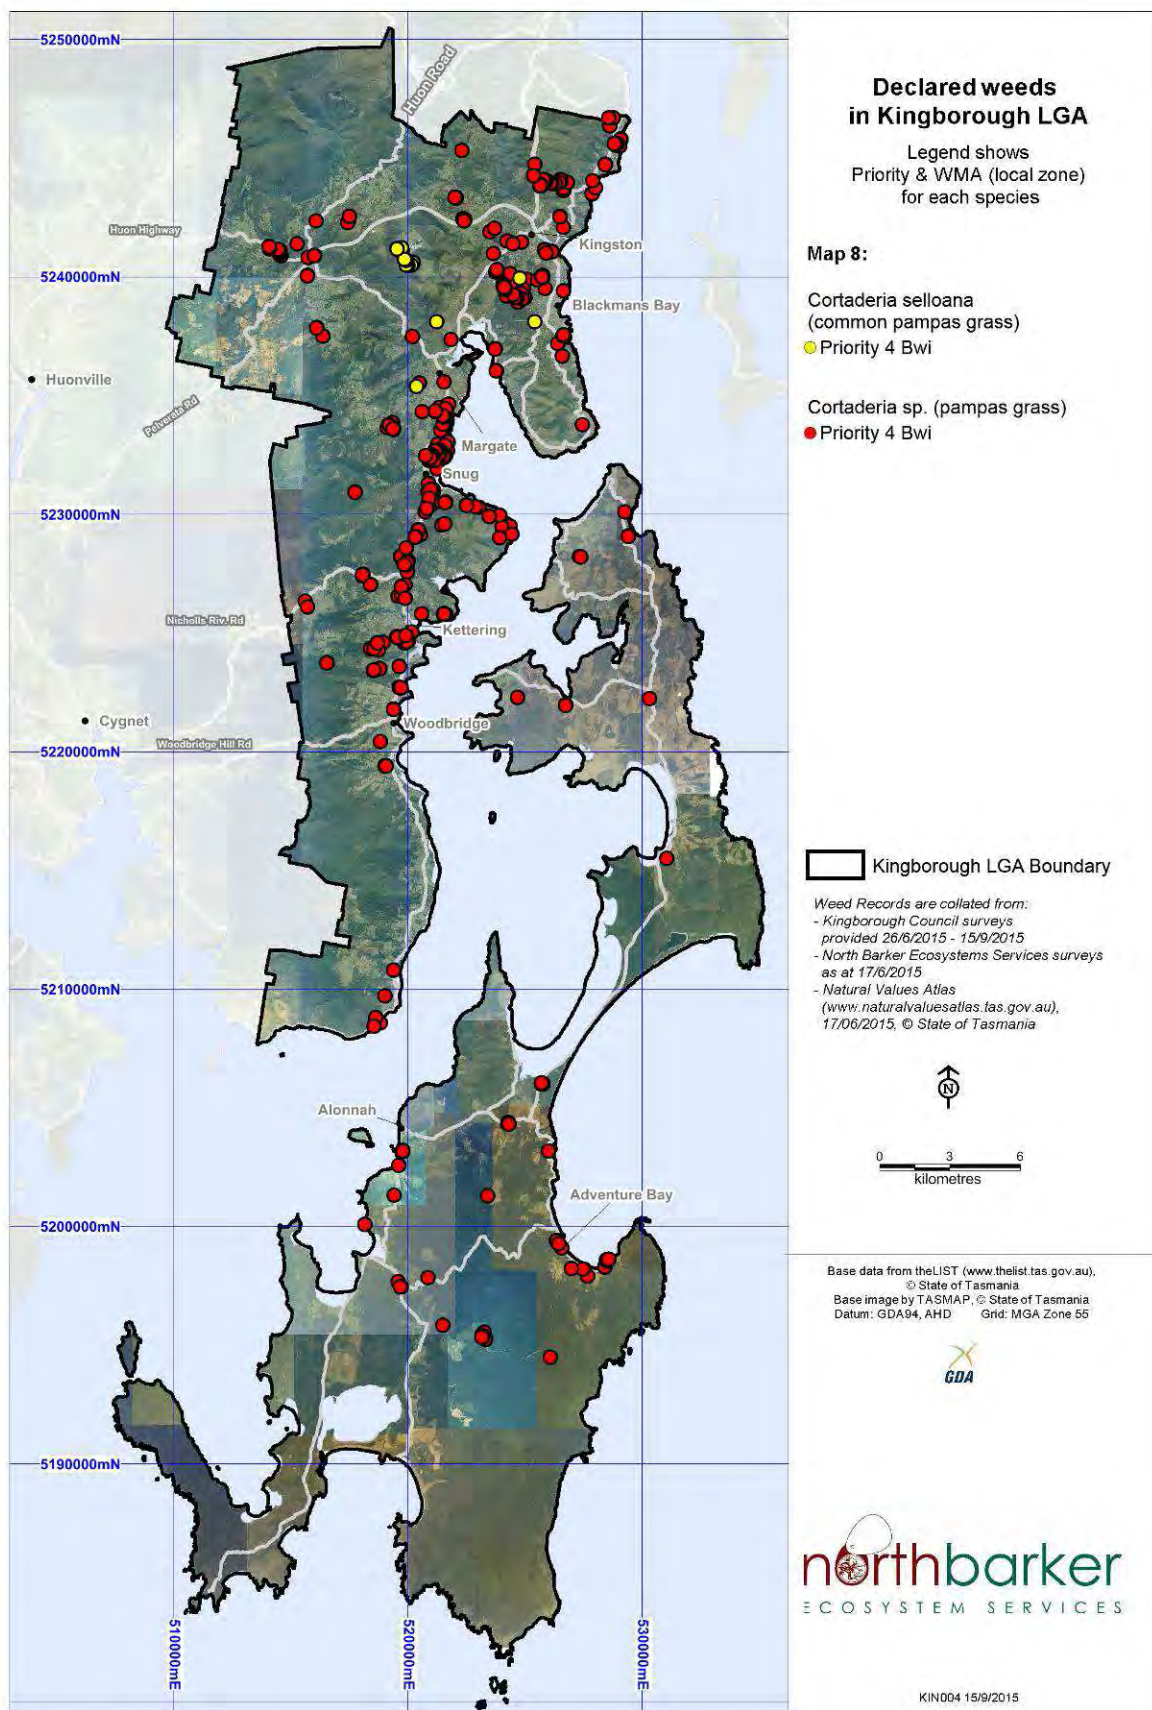 Declared weeds
in Kingborough LGA
Legend shows
Priority & WMA (local zone)
for each species
Map 8:
Cortaderia selloana
(common pampas grass)
Priority 4 Bwi
Cortaderia sp. (pampas grass)
Priority 4 Bwi
Kingborough LGA Boundary
Weed Records are collated from:
- Kingborough Council surveys
provided 26/6/2015 - 15/9/2015
- North Barker Ecosystems Services surveys
as at 17/6/2015
- Natural Values Atlas
(www.naturalvaluesatlas.tas.gov.au),
17/06/2015, © State of Tasmania
N
0 3 6
kilometres
Base data from theLIST (www.thelist.tas.gov.au),
© State of Tasmania
Base image by TASMAP, © State of Tasmania
Datum: GDA94, AHD Grid: MGA Zone 55
GDA
northbarker
ECOSYSTEM SERVICES
KIN004 15/9/2015
5250000mN
Huon Road
Huon Highway
Kingston
5240000mN
Blackmans Bay
Huonville
Pelverata Rd
Margate
Snug
5230000mN
Nicholls Riv. Rd
Kettering
Cygnet
Woodbridge
Woodbridge Hill Rd
5220000mN
5210000mN
Alonnah
Adventure Bay
5200000mN
5190000mN
510000mE
520000mE
530000mE